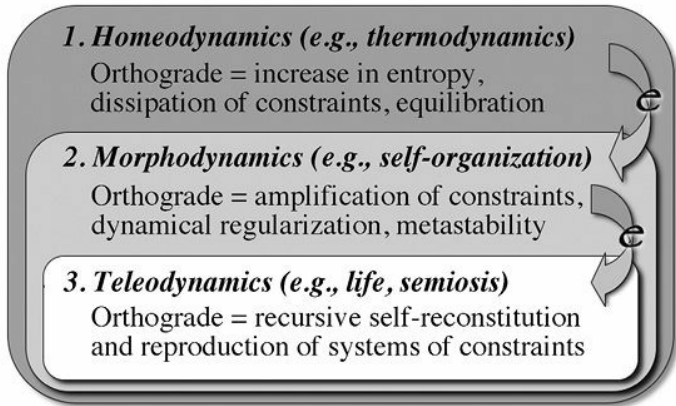 1. Homeodynamics (e.g., thermodynamics)
Orthograde = increase in entropy,
dissipation of constraints, equilibration
e
2. Morphodynamics (e.g., self-organization)
Orthograde = amplification of constraints,
dynamical regularization, metastability
e
3. Teleodynamics (e.g., life, semiosis)
Orthograde = recursive self-reconstitution
and reproduction of systems of constraints